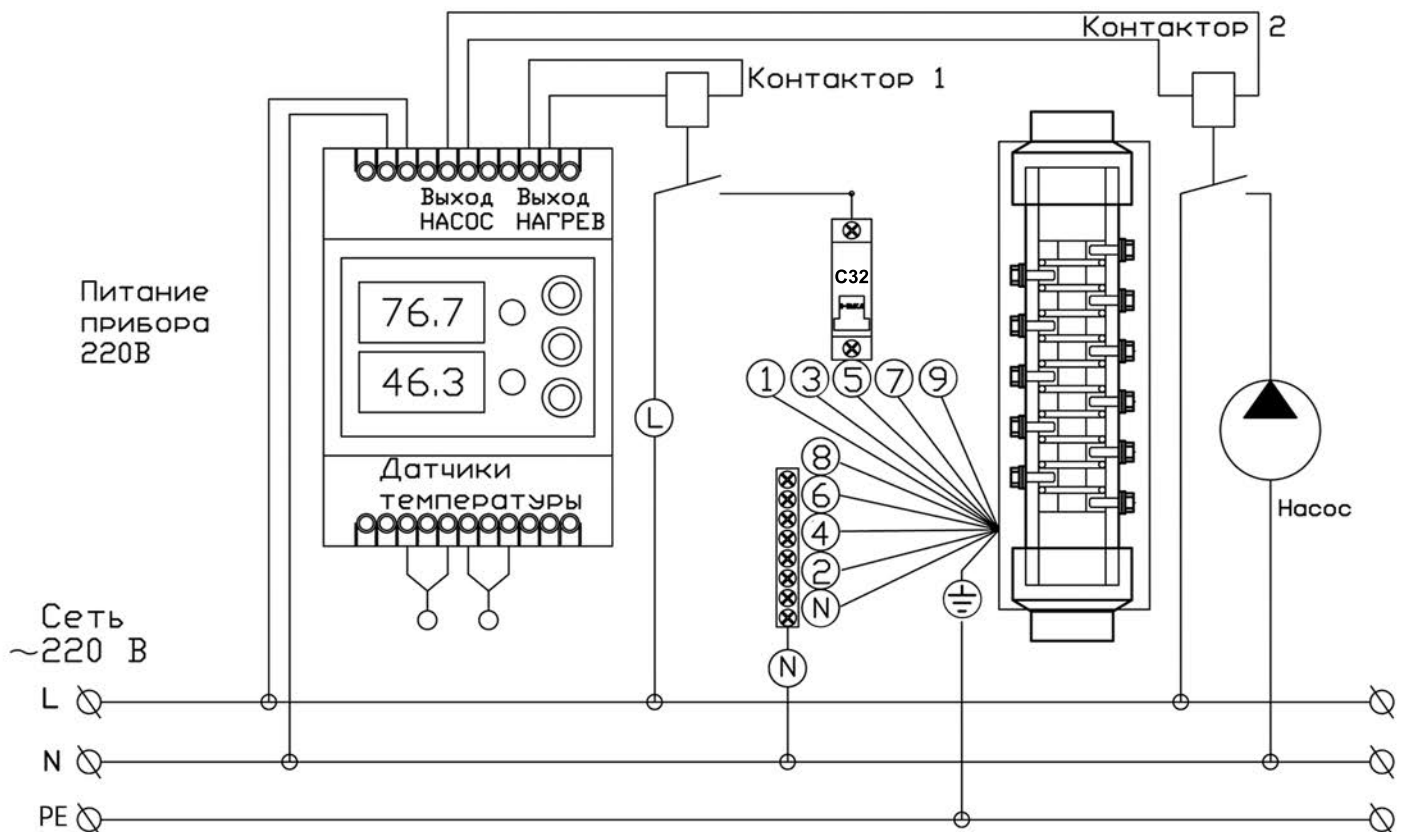 Контактор 2
Контактор 1
Выход НАСОС
Выход НАГРЕВ
Питание
прибора
220В
76.7
46.3
C32
1 3 5 7 9
L
8
6
4
2
N
Датчики
температуры
Насос
Сеть
~220 В
N
L
N
PE